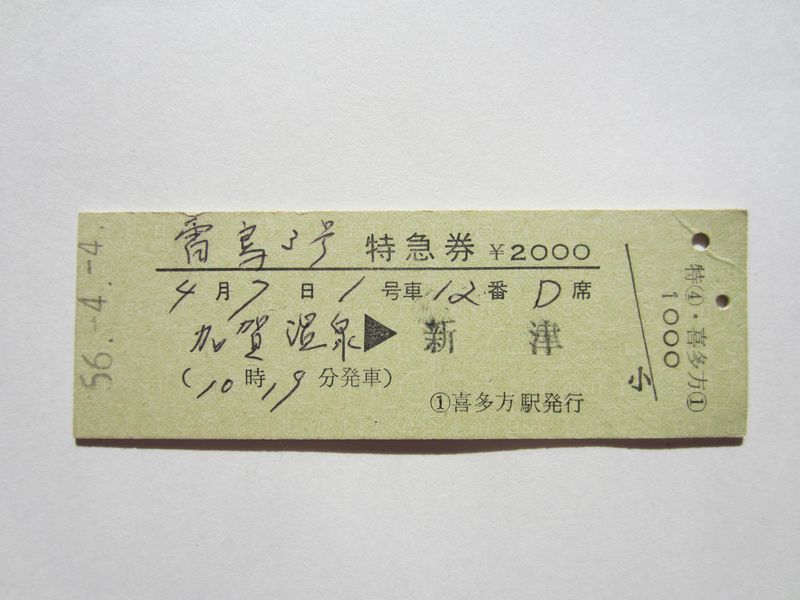 56.-4.-4.
雷鳥3号 特急券 ¥2000
4月7日1号車12番D席
加賀温泉▶新津
(10時19分発車)
①喜多方駅発行
小
特④・喜多方①
1000